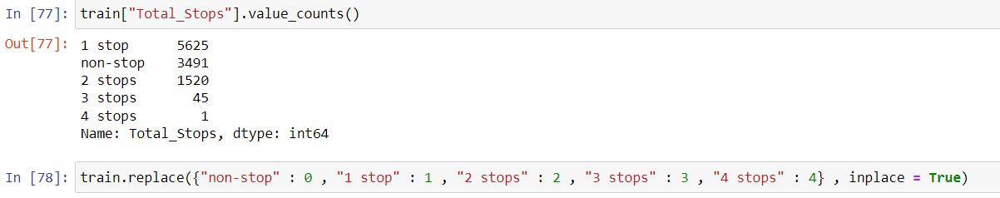 In [77]: train["Total_Stops"].value_counts()
Out[77]: 1 stop 5625
non-stop 3491
2 stops 1520
3 stops 45
4 stops 1
Name: Total_Stops, dtype: int64
In [78]: train.replace({"non-stop" : 0 , "1 stop" : 1 , "2 stops" : 2 , "3 stops" : 3 , "4 stops" : 4} , inplace = True)